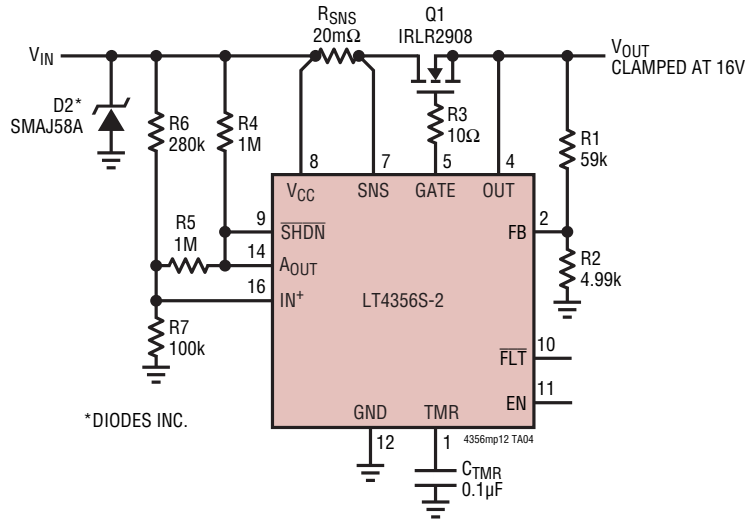 RSNS
20mΩ
Q1
IRLR2908
VIN
VOUT
CLAMPED AT 16V
D2*
SMAJ58A
R6
280k
R4
1M
R3
10Ω
R1
59k
8
7
5
4
VCC
SNS
GATE
OUT
9
SHDN
2
FB
R5
1M
14
AOUT
16
IN+
LT4356S-2
R2
4.99k
R7
100k
10
FLT
11
EN
*DIODES INC.
GND
TMR
12
1
4356mp12 TA04
CTMR
0.1µF